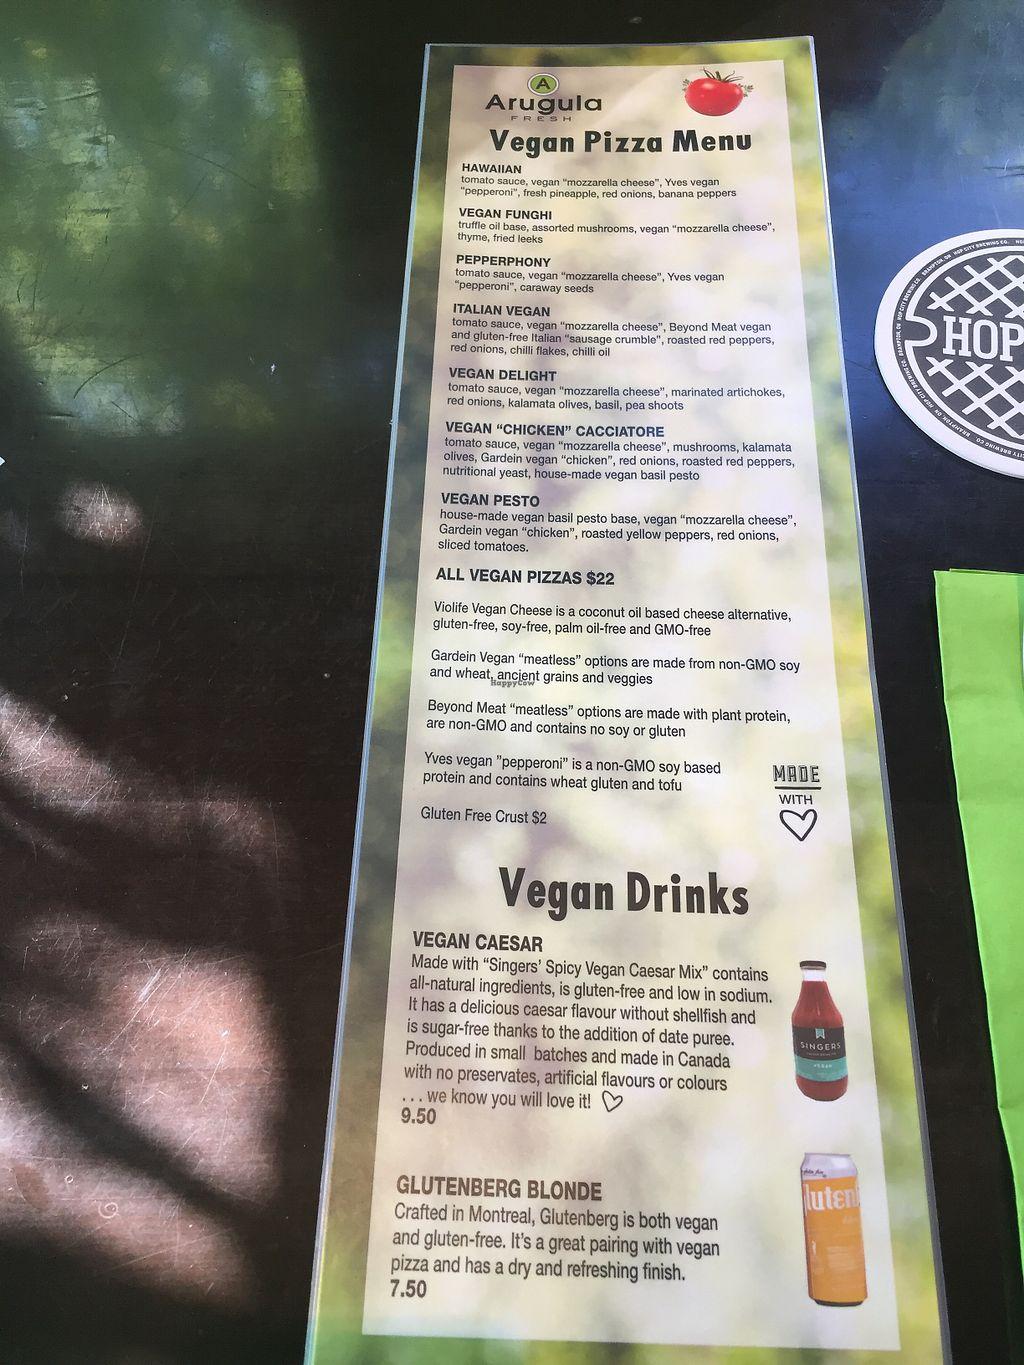 A
Arugula
FRESH
Vegan Pizza Menu
HAWAIIAN
tomato sauce, vegan “mozzarella cheese”, Yves vegan
“pepperoni”, fresh pineapple, red onions, banana peppers
VEGAN FUNGHI
truffle oil base, assorted mushrooms, vegan “mozzarella cheese”,
thyme, fried leeks
PEPPERPHONY
tomato sauce, vegan “mozzarella cheese”, Yves vegan
“pepperoni”, caraway seeds
ITALIAN VEGAN
tomato sauce, vegan “mozzarella cheese”, Beyond Meat vegan
and gluten-free Italian “sausage crumble”, roasted red peppers,
red onions, chilli flakes, chilli oil
VEGAN DELIGHT
tomato sauce, vegan “mozzarella cheese”, marinated artichokes,
red onions, kalamata olives, basil, pea shoots
VEGAN “CHICKEN” CACCIATORE
tomato sauce, vegan “mozzarella cheese”, mushrooms, kalamata
olives, Gardein vegan “chicken”, red onions, roasted red peppers,
nutritional yeast, house-made vegan basil pesto
VEGAN PESTO
house-made vegan basil pesto base, vegan “mozzarella cheese”,
Gardein vegan “chicken”, roasted yellow peppers, red onions,
sliced tomatoes.
ALL VEGAN PIZZAS $22
Violife Vegan Cheese is a coconut oil based cheese alternative,
gluten-free, soy-free, palm oil-free and GMO-free
Gardein Vegan “meatless” options are made from non-GMO soy
and wheat, ancient grains and veggies
HappyCow
Beyond Meat “meatless” options are made with plant protein,
are non-GMO and contains no soy or gluten
Yves vegan ”pepperoni” is a non-GMO soy based
protein and contains wheat gluten and tofu
Gluten Free Crust $2
MADE
WITH
Vegan Drinks
VEGAN CAESAR
Made with “Singers’ Spicy Vegan Caesar Mix” contains
all-natural ingredients, is gluten-free and low in sodium.
It has a delicious caesar flavour without shellfish and
is sugar-free thanks to the addition of date puree.
Produced in small batches and made in Canada
with no preservates, artificial flavours or colours
. . . we know you will love it!
9.50
SINGERS
VEGAN
GLUTENBERG BLONDE
Crafted in Montreal, Glutenberg is both vegan
and gluten-free. It’s a great pairing with vegan
pizza and has a dry and refreshing finish.
7.50
HOP
BRAMPTON, ON HOP CITY BREWING CO.